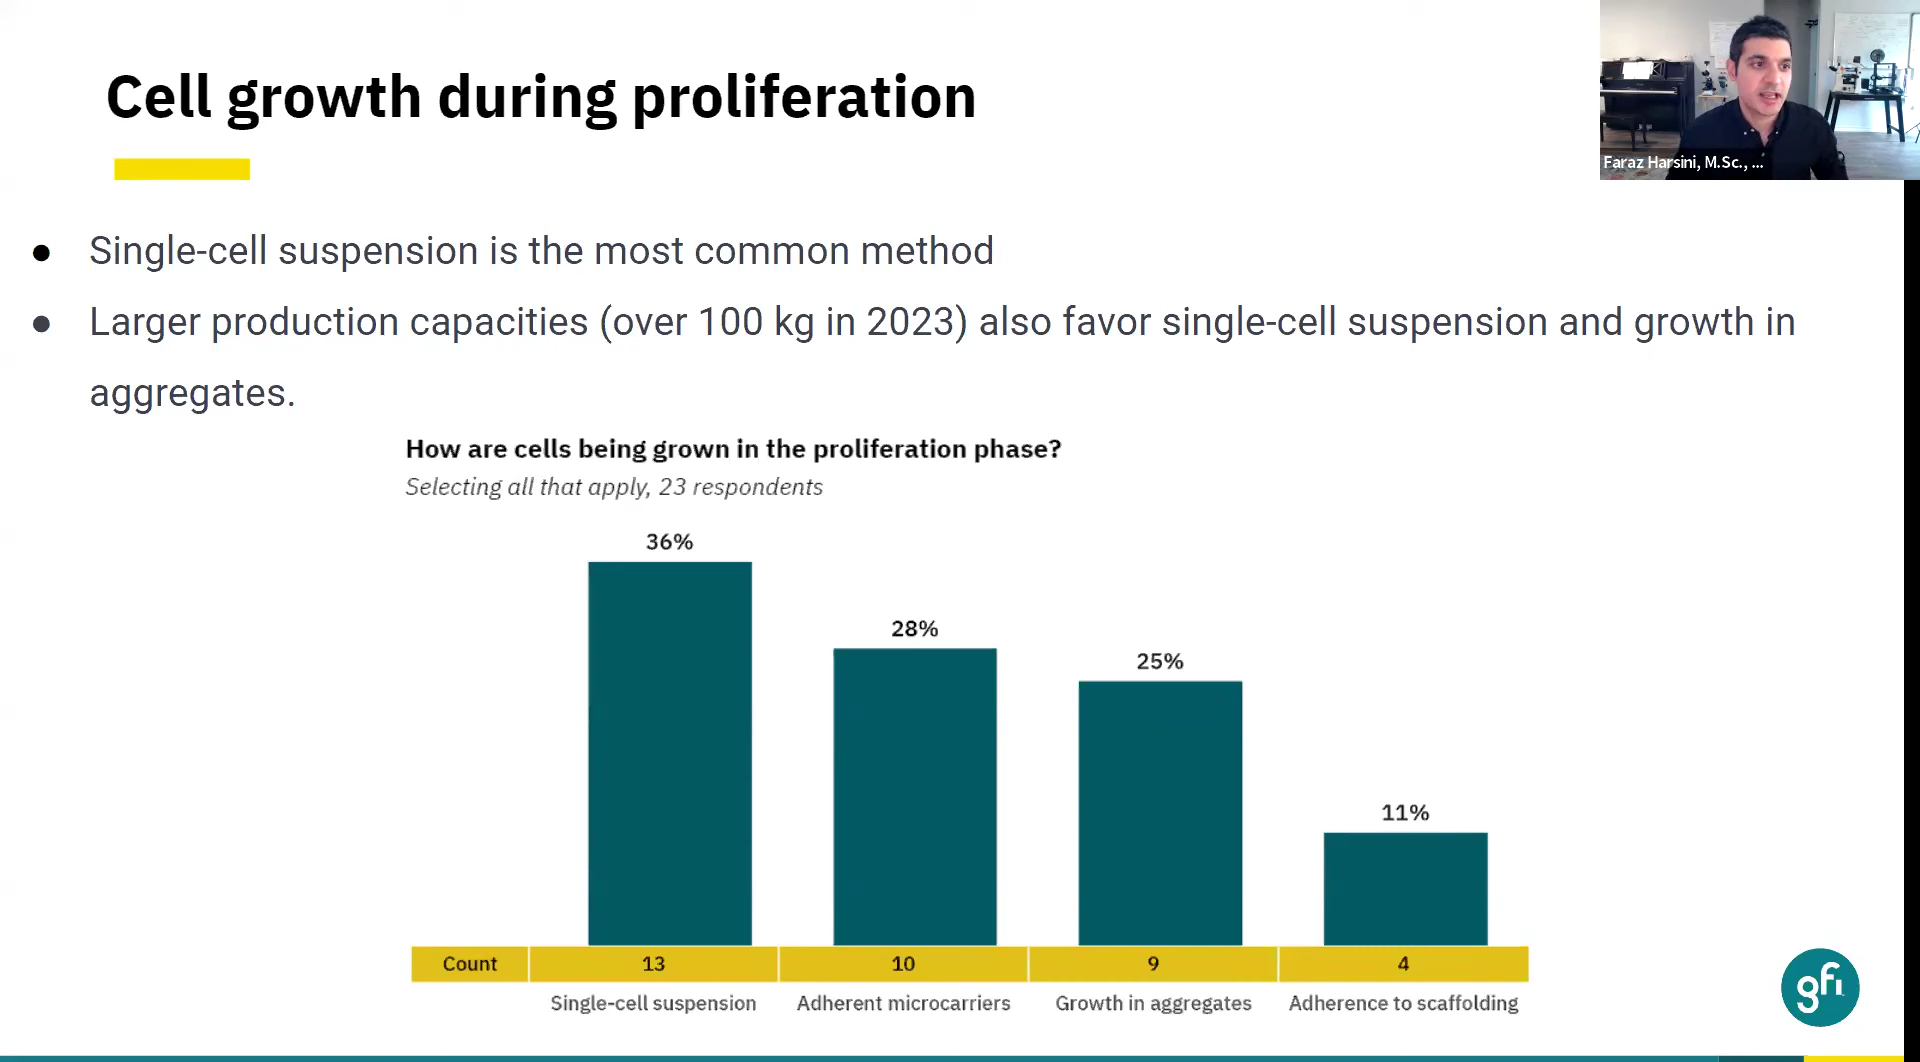 Cell growth during proliferation
Faraz Harsini, M.Sc., ...
● Single-cell suspension is the most common method
● Larger production capacities (over 100 kg in 2023) also favor single-cell suspension and growth in
aggregates.
How are cells being grown in the proliferation phase?
Selecting all that apply, 23 respondents
36%
28%
25%
11%
Count 13 10 9 4
Single-cell suspension Adherent microcarriers Growth in aggregates Adherence to scaffolding
gfi